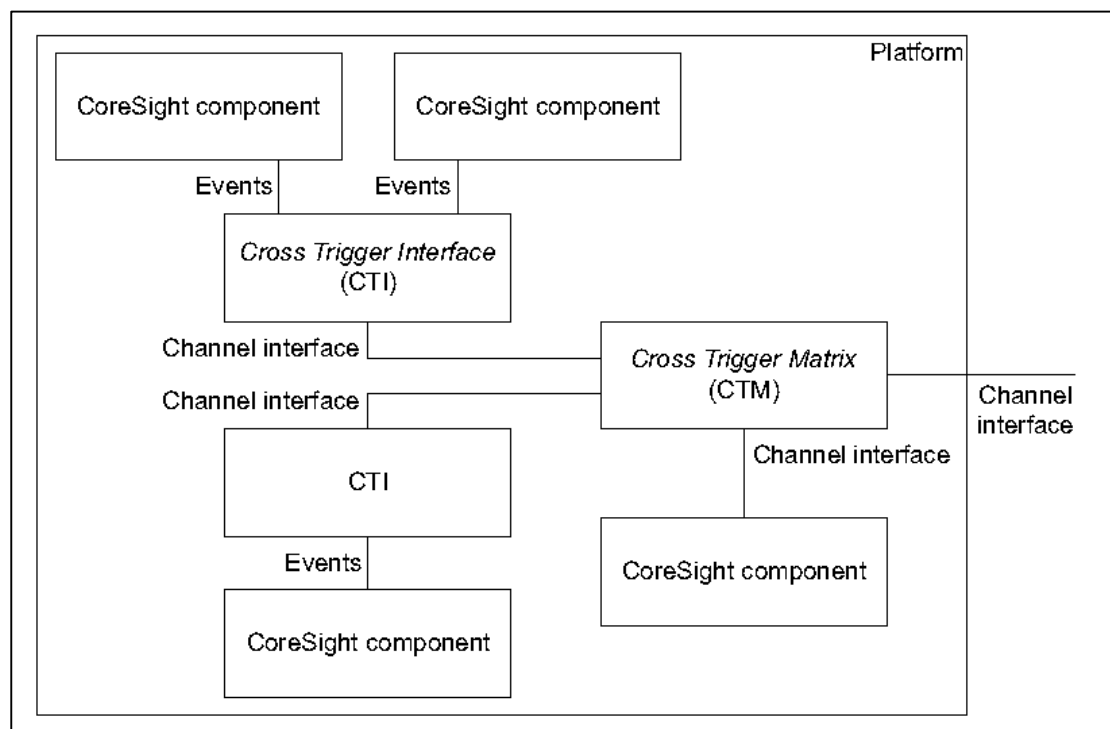 Platform
CoreSight component
CoreSight component
Events
Events
Cross Trigger Interface
(CTI)
Channel interface
Cross Trigger Matrix
(CTM)
Channel interface
Channel
interface
Channel interface
CTI
CoreSight component
Events
CoreSight component